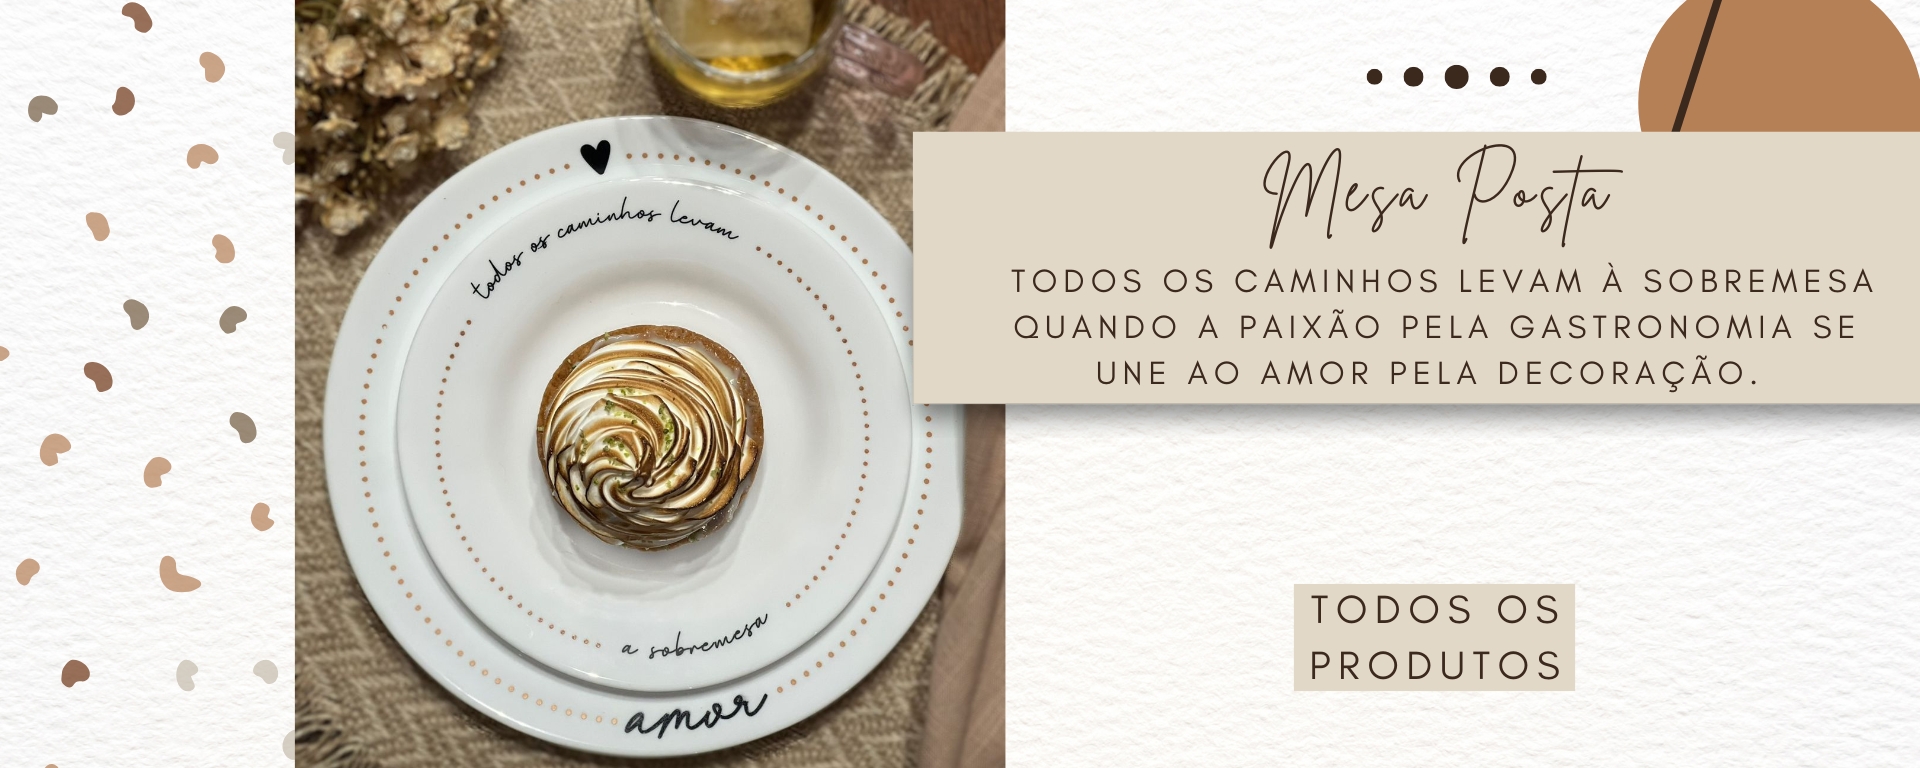 todos os caminhos levam
a sobremesa
amor
Mesa Posta
TODOS OS CAMINHOS LEVAM À SOBREMESA
QUANDO A PAIXÃO PELA GASTRONOMIA SE
UNE AO AMOR PELA DECORAÇÃO.
TODOS OS
PRODUTOS